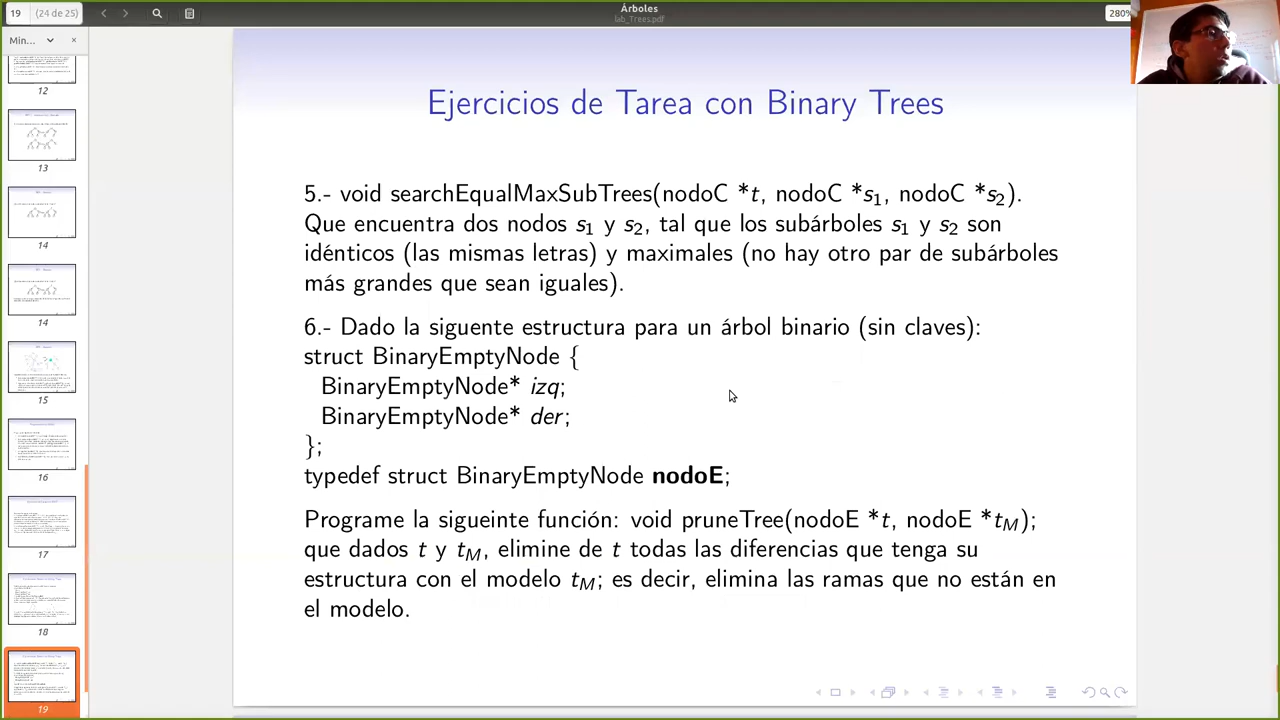 19 (24 de 25)
Árboles
lab_Trees.pdf
280%
Min...
12
13
14
14
15
16
17
18
19
Ejercicios de Tarea con Binary Trees
5.- void searchEqualMaxSubTrees(nodoC *t, nodoC *s1, nodoC *s2).
Que encuentra dos nodos s1 y s2, tal que los subárboles s1 y s2 son
idénticos (las mismas letras) y maximales (no hay otro par de subárboles
más grandes que sean iguales).
6.- Dado la siguente estructura para un árbol binario (sin claves):
struct BinaryEmptyNode {
BinaryEmptyNode* izq;
BinaryEmptyNode* der;
};
typedef struct BinaryEmptyNode nodoE;
Programe la sigueinte función: void pruneTree(nodoE *t, nodoE *tM);
que dados t y tM, elimine de t todas las diferencias que tenga su
estructura con el modelo tM; es decir, elimina las ramas que no están en
el modelo.